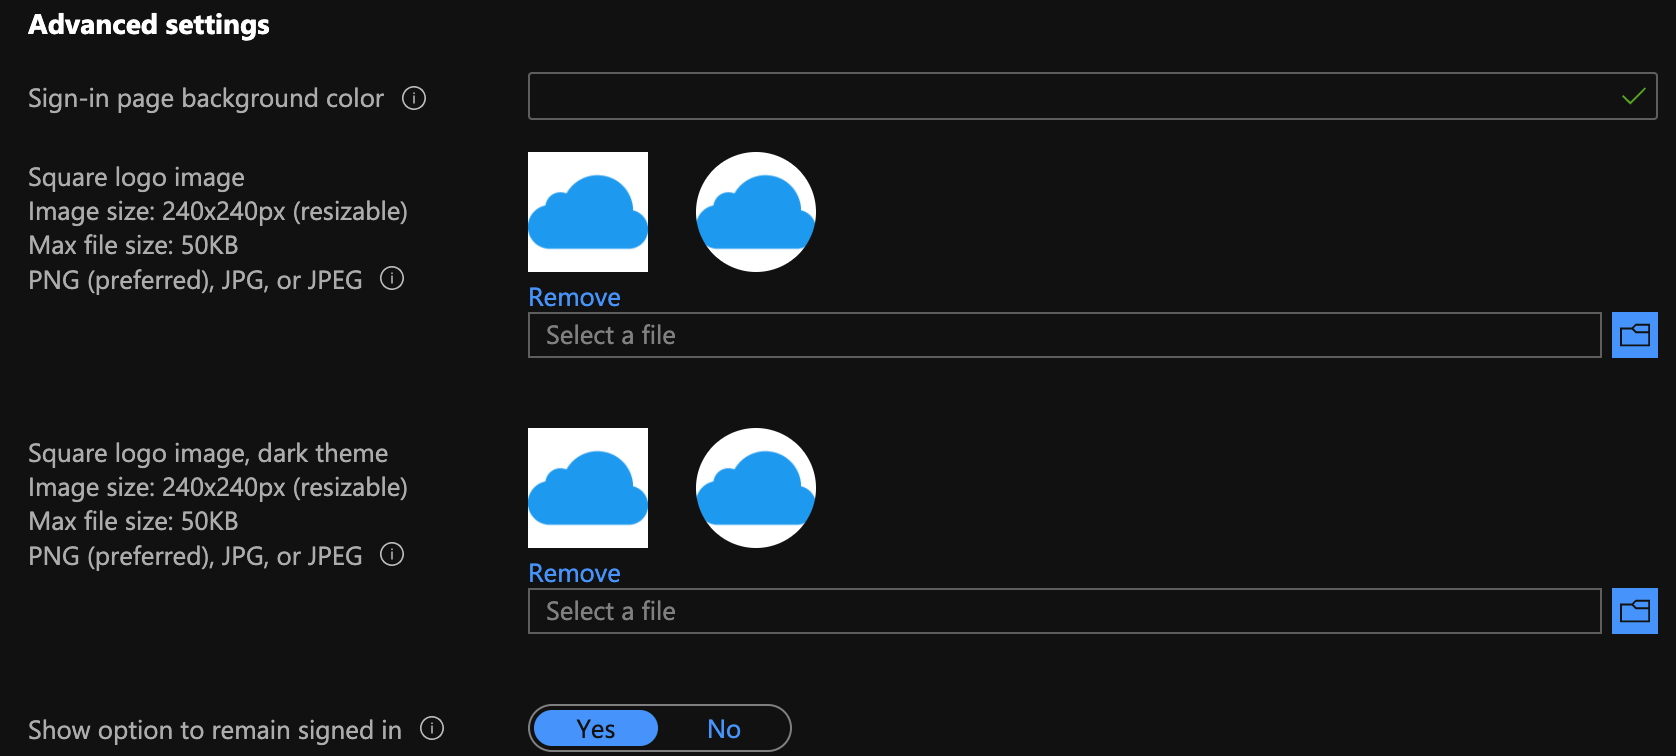 Advanced settings
Sign-in page background color
Square logo image
Image size: 240x240px (resizable)
Max file size: 50KB
PNG (preferred), JPG, or JPEG
Remove
Select a file
Square logo image, dark theme
Image size: 240x240px (resizable)
Max file size: 50KB
PNG (preferred), JPG, or JPEG
Remove
Select a file
Show option to remain signed in
Yes No